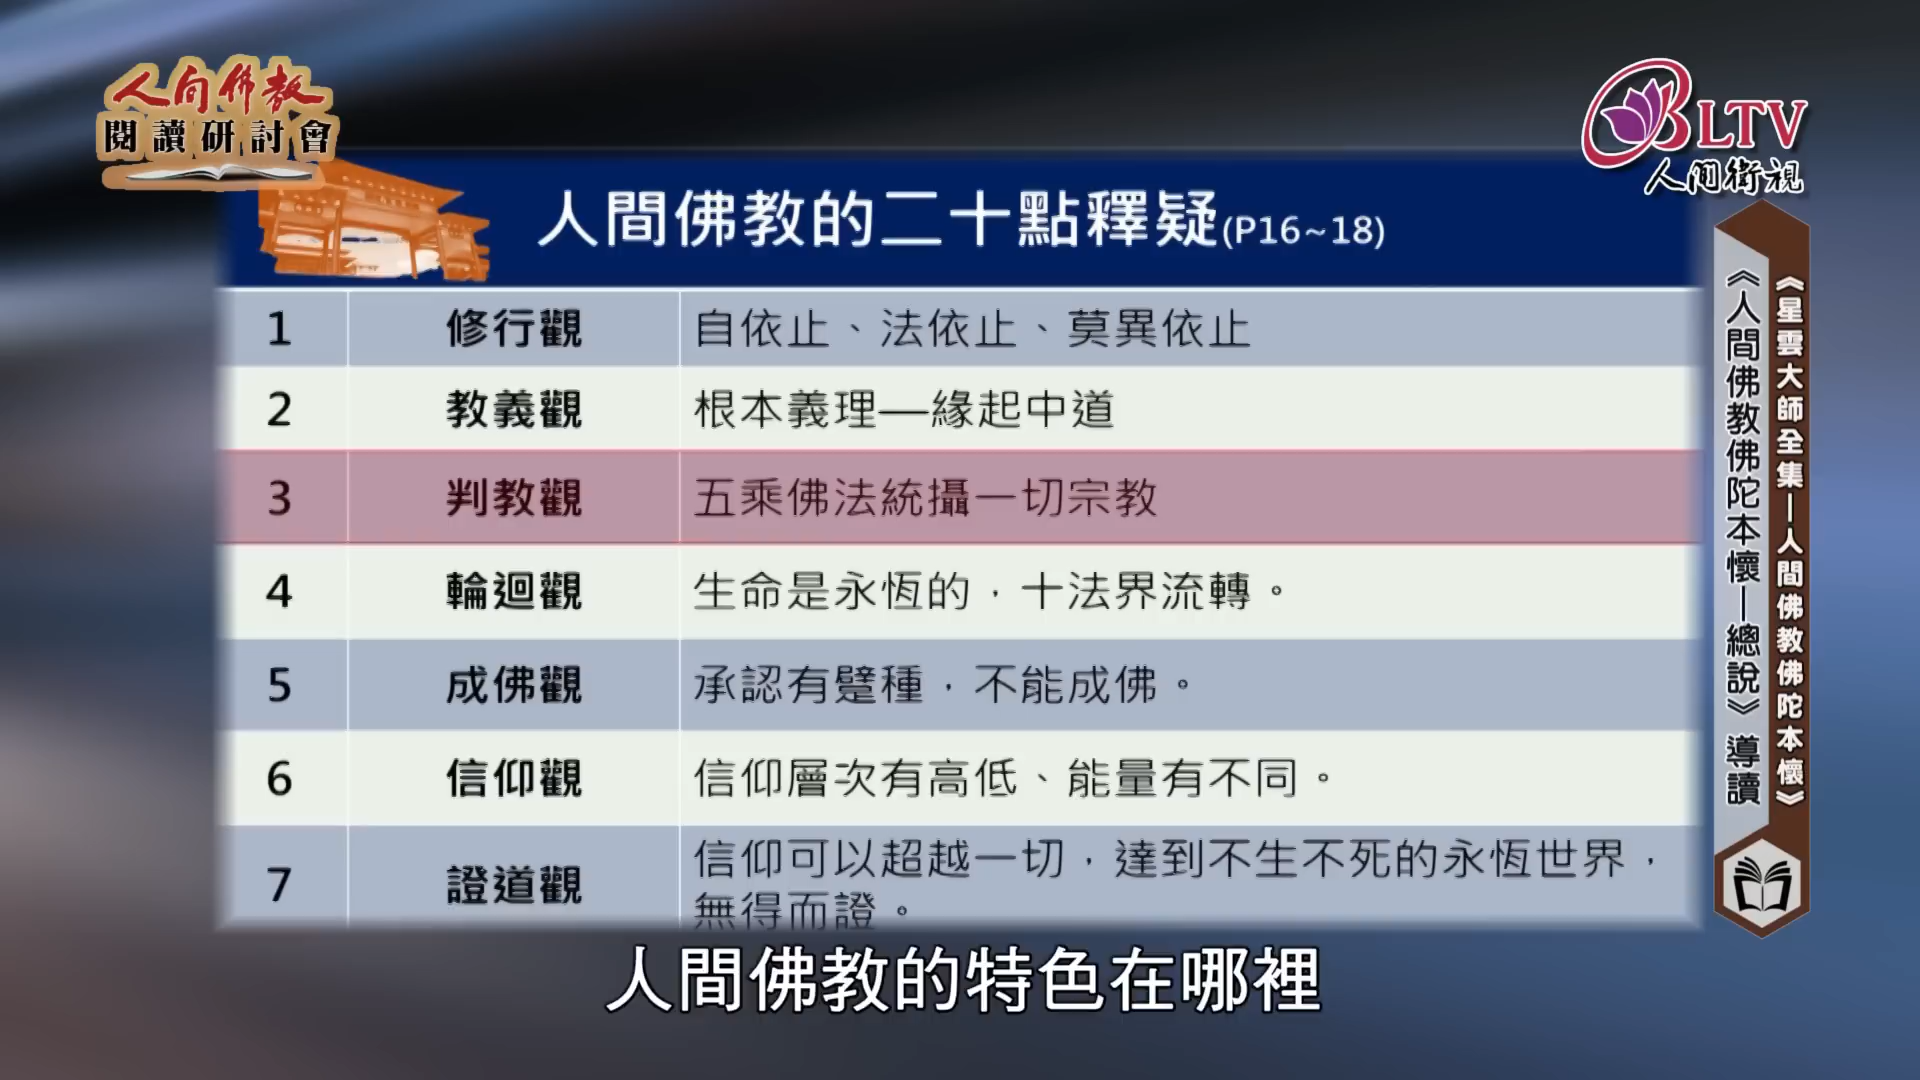 人间佛教
閱讀研討會
BLTV
人間衛視
人間佛教的二十點釋疑(P16~18)
1 修行觀 自依止、法依止、莫異依止
2 教義觀 根本義理—緣起中道
3 判教觀 五乘佛法統攝一切宗教
4 輪迴觀 生命是永恆的，十法界流轉。
5 成佛觀 承認有躄種，不能成佛。
6 信仰觀 信仰層次有高低、能量有不同。
7 證道觀 信仰可以超越一切，達到不生不死的永恆世界，
無得而證。
《星雲大師全集—人間佛教佛陀本懷》
《人間佛教佛陀本懷—總說》導讀
人間佛教的特色在哪裡